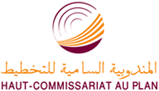 المندوبية السامية للتخطيط
HAUT-COMMISSARIAT AU PLAN